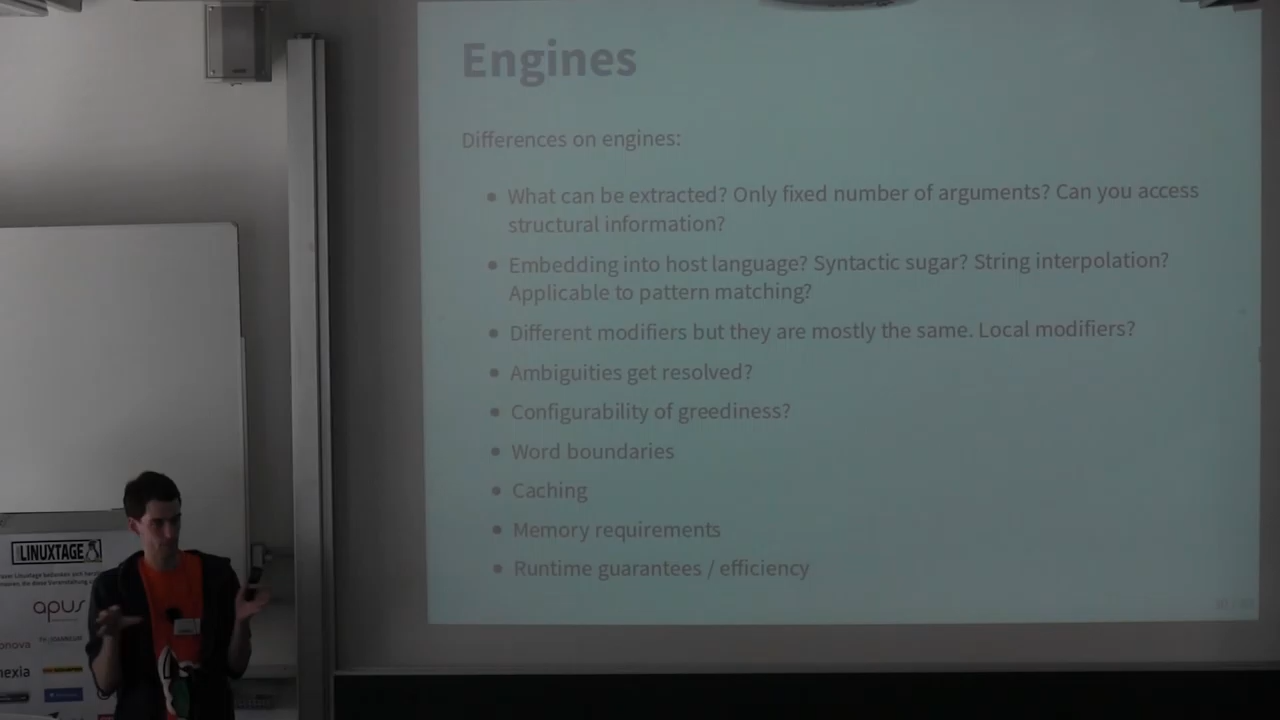 Engines
Differences on engines:
• What can be extracted? Only fixed number of arguments? Can you access
structural information?
• Embedding into host language? Syntactic sugar? String interpolation?
Applicable to pattern matching?
• Different modifiers but they are mostly the same. Local modifiers?
• Ambiguities get resolved?
• Configurability of greediness?
• Word boundaries
• Caching
• Memory requirements
• Runtime guarantees / efficiency
LINUXTAGE
apus